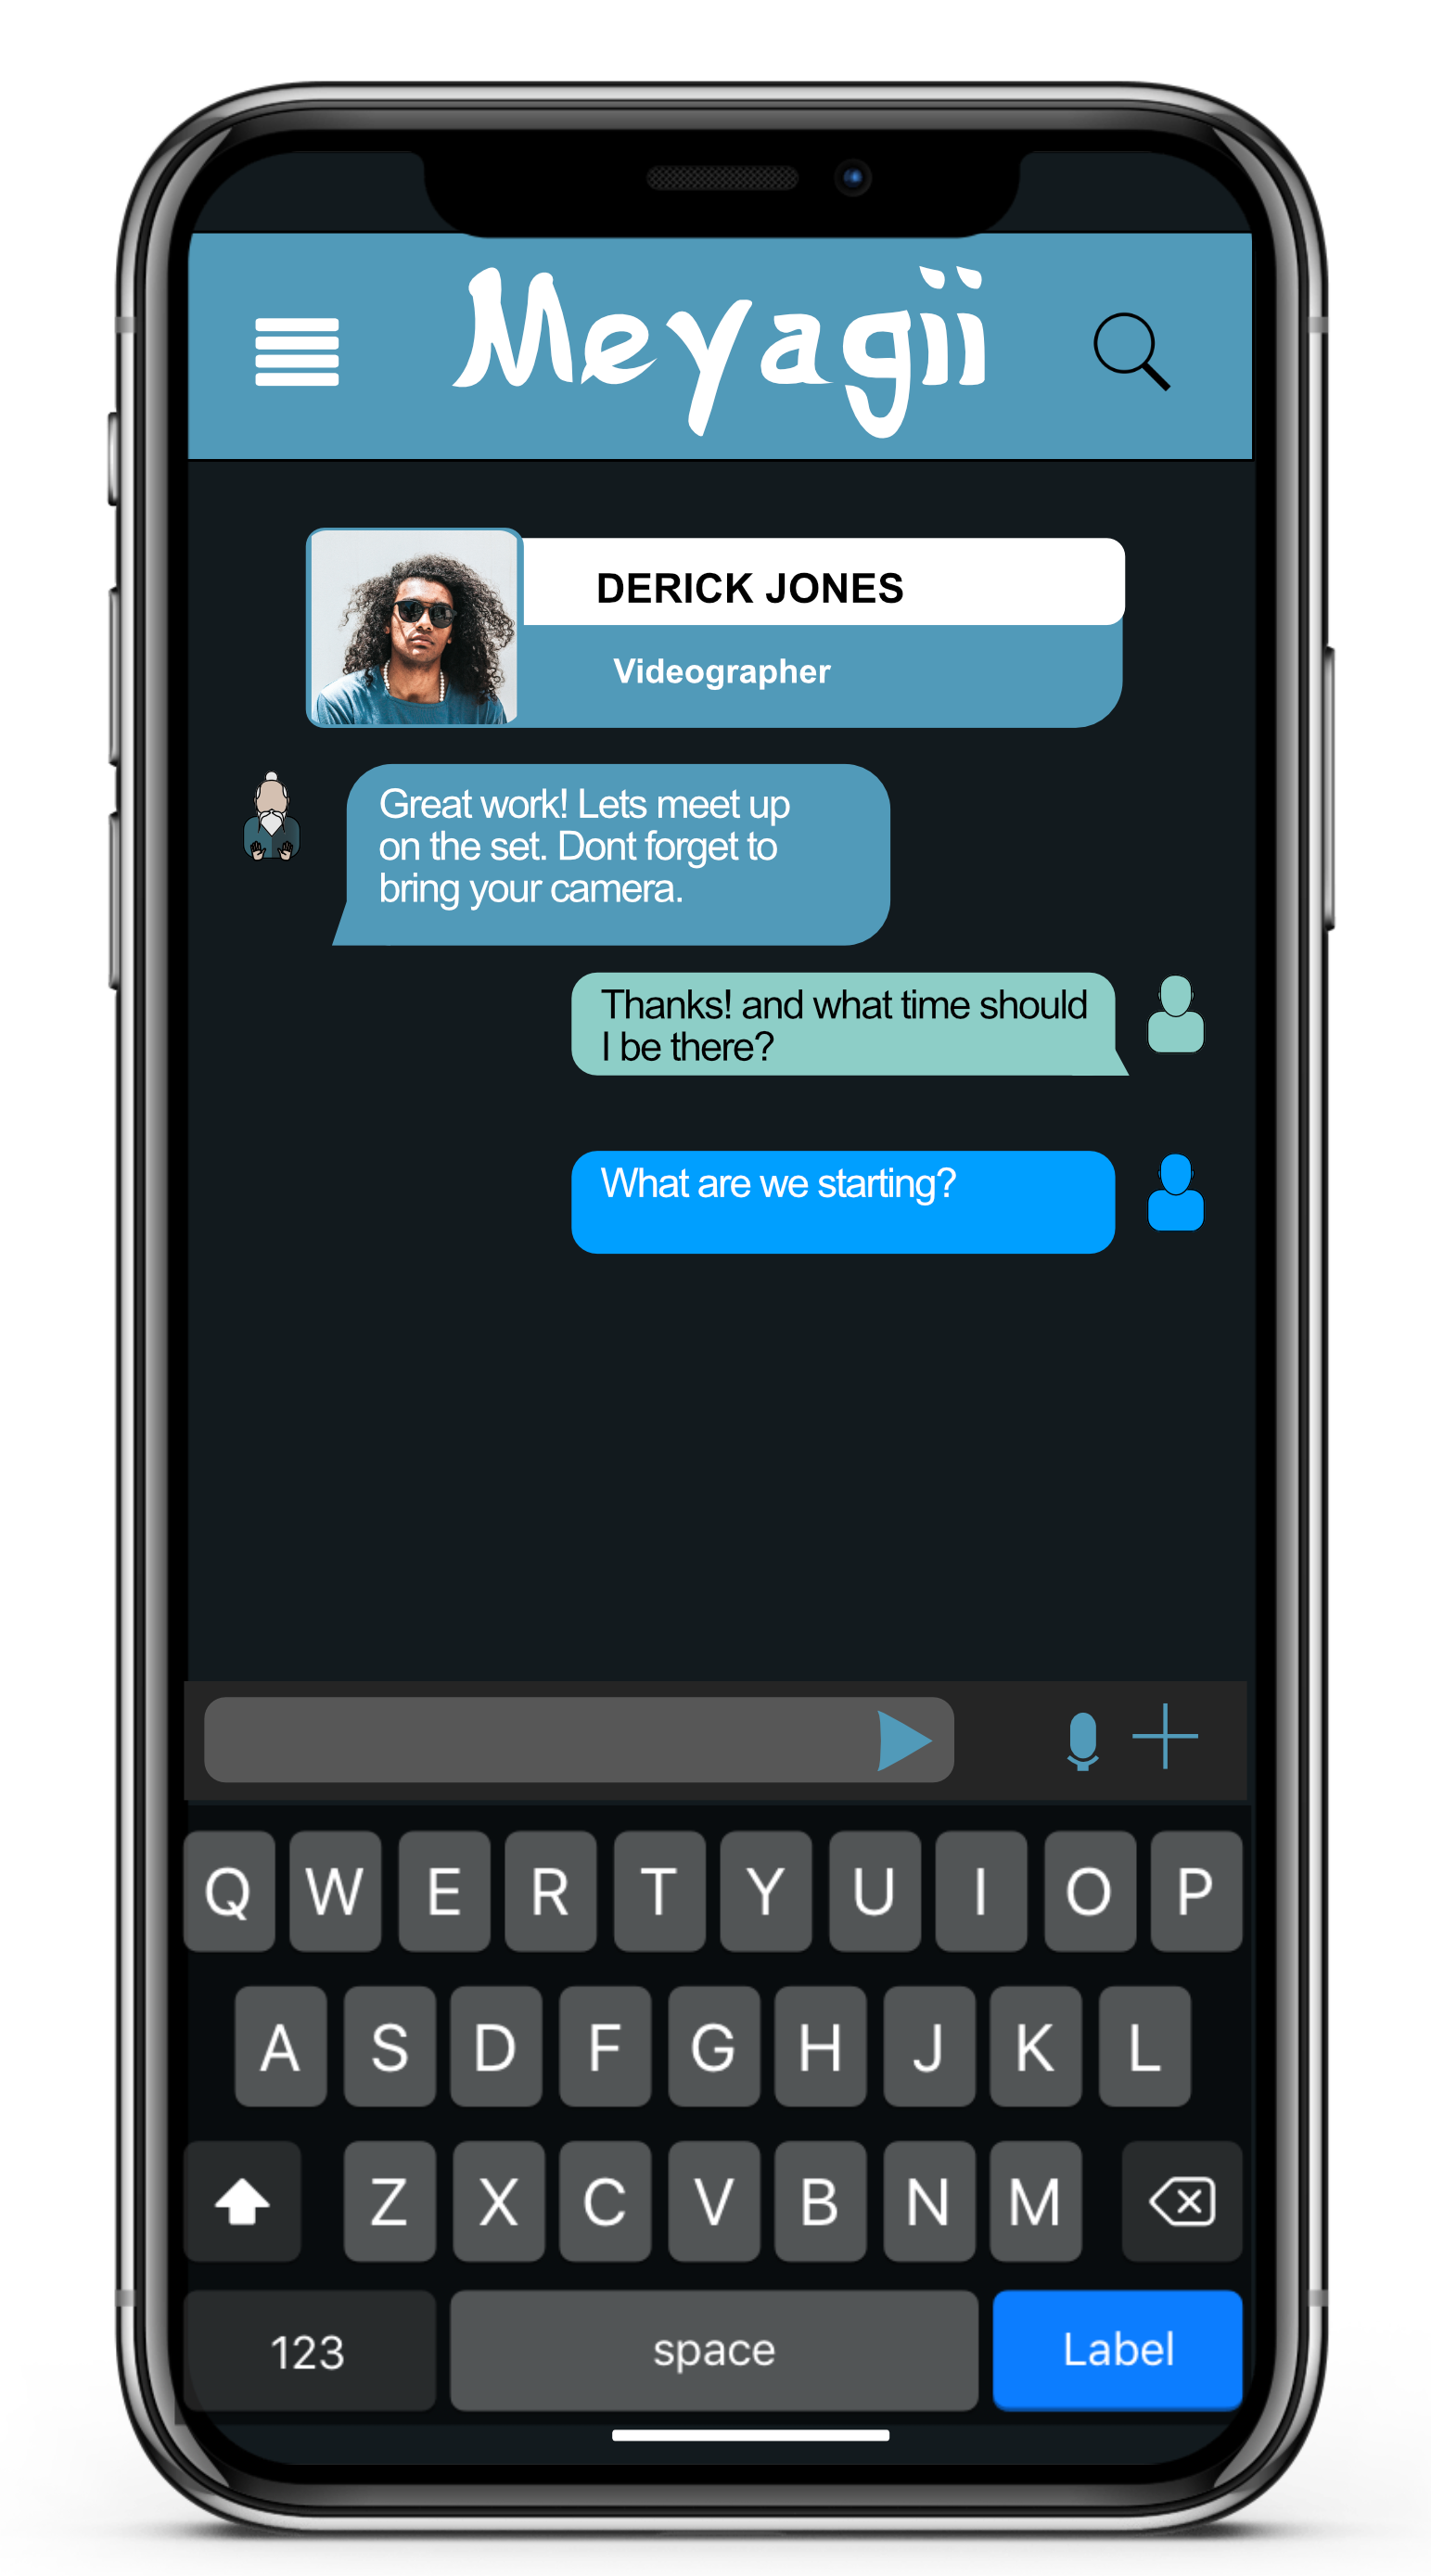 Meyagii
DERICK JONES
Videographer
Great work! Lets meet up
on the set. Dont forget to
bring your camera.
Thanks! and what time should
I be there?
What are we starting?
Q W E R T Y U I O P
A S D F G H J K L
Z X C V B N M
123 space Label